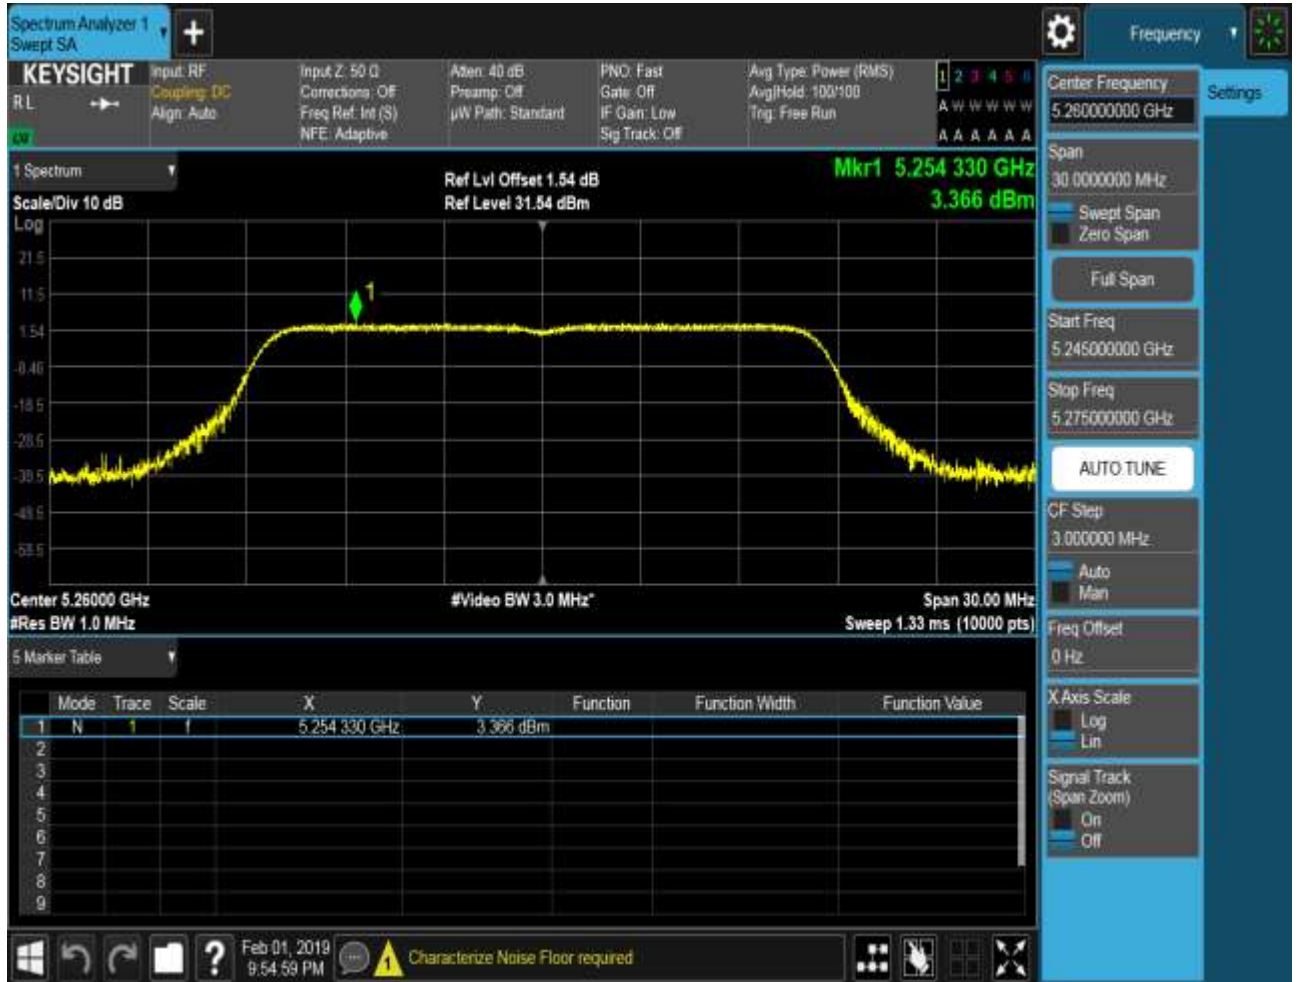 Spectrum Analyzer 1
Swept SA
+
Frequency
KEYSIGHT
RL
Input: RF
Coupling: DC
Align: Auto
Input Z: 50 Ω
Corrections: Off
Freq Ref: Int (S)
NFE: Adaptive
Atten: 40 dB
Preamp: Off
µW Path: Standard
PNO: Fast
Gate: Off
IF Gain: Low
Sig Track: Off
Avg Type: Power (RMS)
Avg|Hold: 100/100
Trig: Free Run
1 2 3 4 5 6
A W W W W W
A A A A A A
1 Spectrum
Scale/Div 10 dB
Ref Lvl Offset 1.54 dB
Ref Level 31.54 dBm
Mkr1 5.254 330 GHz
3.366 dBm
Log
21.5
11.5
1.54
-8.46
-18.5
-28.5
-38.5
-48.5
-58.5
1
Center 5.26000 GHz
#Res BW 1.0 MHz
#Video BW 3.0 MHz*
Span 30.00 MHz
Sweep 1.33 ms (10000 pts)
5 Marker Table
Mode Trace Scale X Y Function Function Width Function Value
1 N 1 f 5.254 330 GHz 3.366 dBm
2
3
4
5
6
7
8
9
Feb 01, 2019
9:54:59 PM
?
1
Characterize Noise Floor required
Settings
Center Frequency
5.260000000 GHz
Span
30.0000000 MHz
Swept Span
Zero Span
Full Span
Start Freq
5.245000000 GHz
Stop Freq
5.275000000 GHz
AUTO TUNE
CF Step
3.000000 MHz
Auto
Man
Freq Offset
0 Hz
X Axis Scale
Log
Lin
Signal Track
(Span Zoom)
On
Off